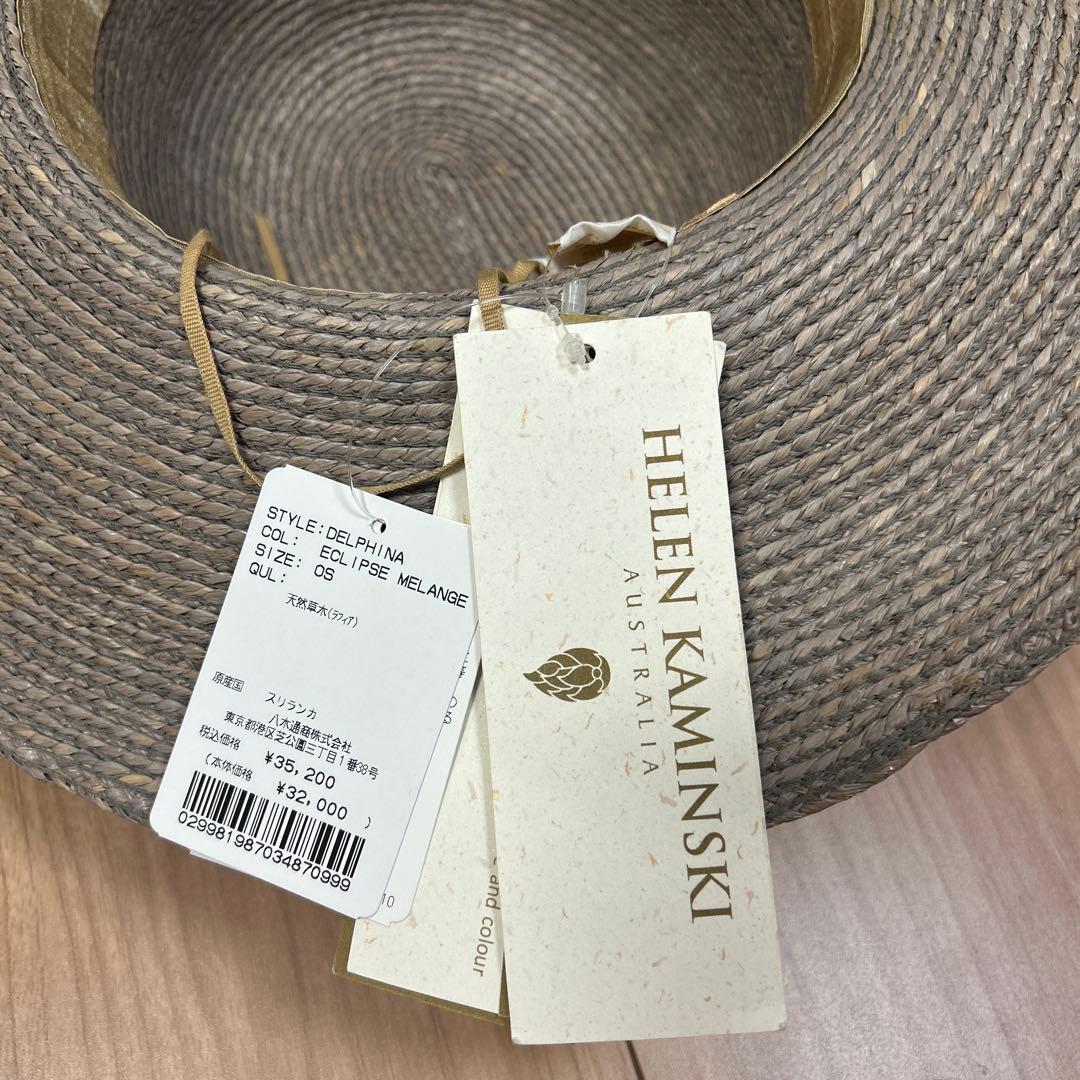 STYLE:DELPHINA
COL: ECLIPSE MELANGE
SIZE: OS
QUL:
天然草木(ラフィア)
原産国 スリランカ
八木通商株式会社
東京都港区芝公園三丁目1番38号
税込価格 ¥35,200
(本体価格 ¥32,000 )
029981987034870999
10
and colour
HELEN KAMINSKI
AUSTRALIA